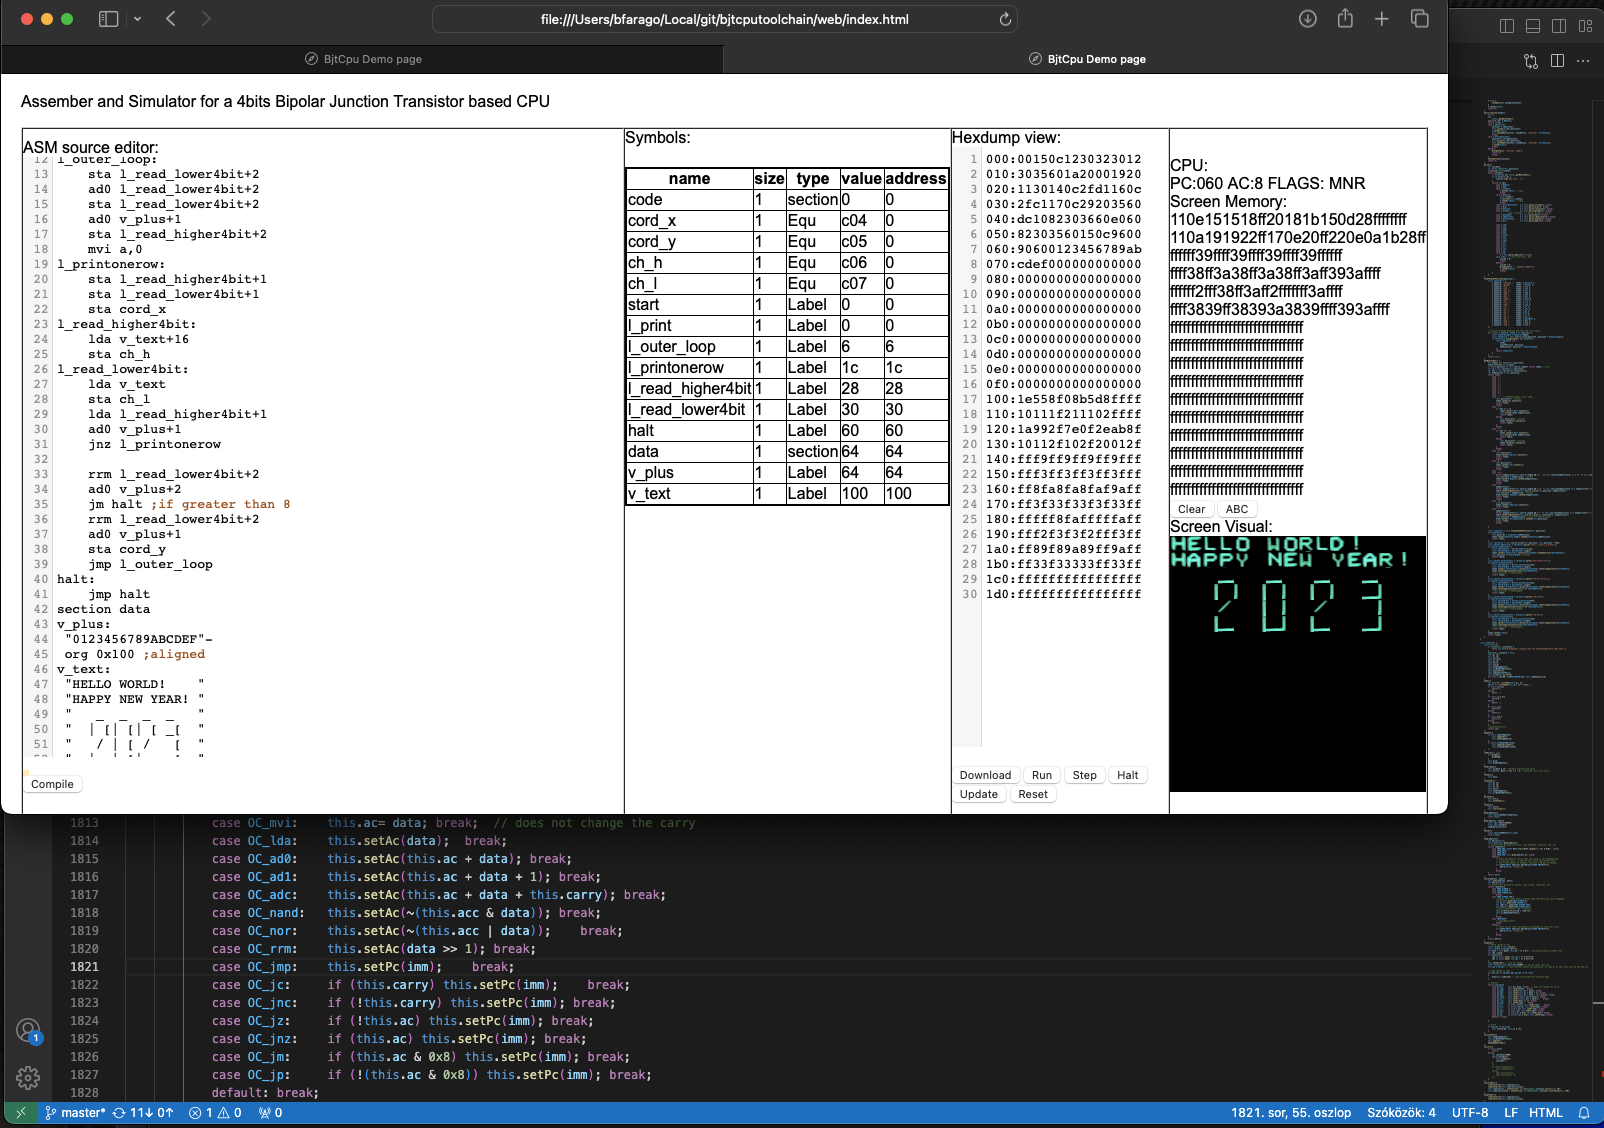 file:///Users/bfarago/Local/git/bjtcputoolchain/web/index.html
BjtCpu Demo page
BjtCpu Demo page
Assember and Simulator for a 4bits Bipolar Junction Transistor based CPU
ASM source editor:
12 l_outer_loop:
13 sta l_read_lower4bit+2
14 ad0 v_plus+2
15 sta l_read_lower4bit+2
16 ad0 v_plus+1
17 sta l_read_higher4bit+2
18 mvi a,0
19 l_printonerow:
20 sta l_read_higher4bit+1
21 sta l_read_lower4bit+1
22 sta cord_x
23 l_read_higher4bit:
24 lda v_text+16
25 sta ch_h
26 l_read_lower4bit:
27 lda v_text
28 sta ch_l
29 lda l_read_higher4bit+1
30 ad0 v_plus+1
31 jnz l_printonerow
32
33 rrm l_read_lower4bit+2
34 ad0 v_plus+2
35 jm halt ;if greater than 8
36 rrm l_read_lower4bit+2
37 ad0 v_plus+1
38 sta cord_y
39 jmp l_outer_loop
40 halt:
41 jmp halt
42 section data
43 v_plus:
44 "0123456789ABCDEF"-
45 org 0x100 ;aligned
46 v_text:
47 "HELLO WORLD!    "
48 "HAPPY NEW YEAR! "
49 "   _  _  _  _   "
50 "  | [| [| [ _[  "
51 "   / | [ /   [  "
Compile
Symbols:
name size type value address
code 1 section 0 0
cord_x 1 Equ c04 0
cord_y 1 Equ c05 0
ch_h 1 Equ c06 0
ch_l 1 Equ c07 0
start 1 Label 0 0
l_print 1 Label 0 0
l_outer_loop 1 Label 6 6
l_printonerow 1 Label 1c 1c
l_read_higher4bit 1 Label 28 28
l_read_lower4bit 1 Label 30 30
halt 1 Label 60 60
data 1 section 64 64
v_plus 1 Label 64 64
v_text 1 Label 100 100
Hexdump view:
1 000:00150c1230323012
2 010:3035601a20001920
3 020:1130140c2fd1160c
4 030:2fc1170c29203560
5 040:dc1082303660e060
6 050:82303560150c9600
7 060:90600123456789ab
8 070:cdef000000000000
9 080:0000000000000000
10 090:0000000000000000
11 0a0:0000000000000000
12 0b0:0000000000000000
13 0c0:0000000000000000
14 0d0:0000000000000000
15 0e0:0000000000000000
16 0f0:0000000000000000
17 100:1e558f08b5d8ffff
18 110:10111f211102ffff
19 120:1a992f7e0f2eab8f
20 130:10112f102f20012f
21 140:fff9ff9ff9ff9fff
22 150:fff3ff3ff3ff3fff
23 160:ff8fa8fa8faf9aff
24 170:ff3f33f33f3f33ff
25 180:fffff8fafffffaff
26 190:fff2f3f3f2fff3ff
27 1a0:ff89f89a89ff9aff
28 1b0:ff33f33333ff33ff
29 1c0:ffffffffffffffff
30 1d0:ffffffffffffffff
Download Run Step Halt
Update Reset
CPU:
PC:060 AC:8 FLAGS: MNR
Screen Memory:
110e151518ff20181b150d28ffffffff
110a191922ff170e20ff220e0a1b28ff
ffffff39ffff39ffff39ffff39ffffff
ffff38ff3a38ff3a38ff3aff393affff
ffffff2fff38ff3aff2fffffff3affff
ffff3839ff38393a3839ffff393affff
ffffffffffffffffffffffffffffffff
ffffffffffffffffffffffffffffffff
ffffffffffffffffffffffffffffffff
ffffffffffffffffffffffffffffffff
ffffffffffffffffffffffffffffffff
ffffffffffffffffffffffffffffffff
ffffffffffffffffffffffffffffffff
ffffffffffffffffffffffffffffffff
ffffffffffffffffffffffffffffffff
ffffffffffffffffffffffffffffffff
Clear ABC
Screen Visual:
HELLO WORLD!
HAPPY NEW YEAR!
2023
1813 case OC_mvi: this.ac= data; break; // does not change the carry
1814 case OC_lda: this.setAc(data); break;
1815 case OC_ad0: this.setAc(this.ac + data); break;
1816 case OC_ad1: this.setAc(this.ac + data + 1); break;
1817 case OC_adc: this.setAc(this.ac + data + this.carry); break;
1818 case OC_nand: this.setAc(~(this.acc & data)); break;
1819 case OC_nor: this.setAc(~(this.acc | data)); break;
1820 case OC_rrm: this.setAc(data >> 1); break;
1821 case OC_jmp: this.setPc(imm); break;
1822 case OC_jc: if (this.carry) this.setPc(imm); break;
1823 case OC_jnc: if (!this.carry) this.setPc(imm); break;
1824 case OC_jz: if (!this.ac) this.setPc(imm); break;
1825 case OC_jnz: if (this.ac) this.setPc(imm); break;
1826 case OC_jm: if (this.ac & 0x8) this.setPc(imm); break;
1827 case OC_jp: if (!(this.ac & 0x8)) this.setPc(imm); break;
1828 default: break;
1
master* 11↓ 0↑ 1 0 0
1821. sor, 55. oszlop Szóközök: 4 UTF-8 LF HTML